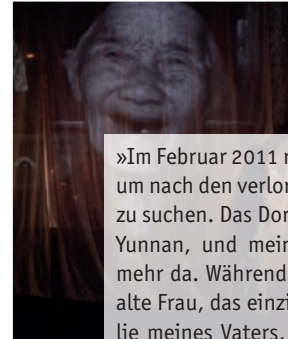 »Im Februar 2011
um nach den verlor
zu suchen. Das Dor
Yunnan, und mein
mehr da. Während
alte Frau, das einzi
lie meines Vaters,